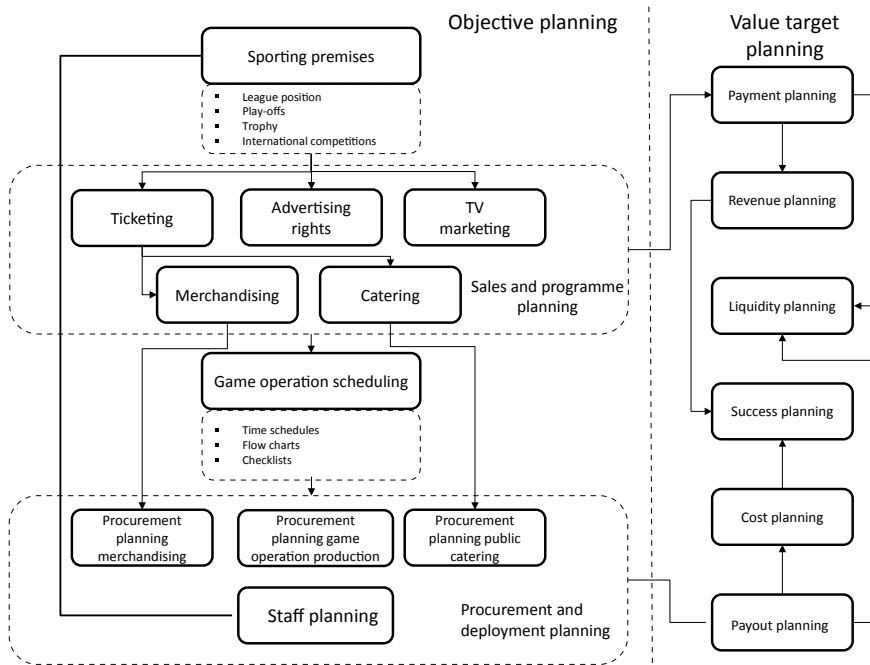 Objective planning
Value target
planning
Sporting premises
▪ League position
▪ Play-offs
▪ Trophy
▪ International competitions
Payment planning
Ticketing
Advertising
rights
TV
marketing
Revenue planning
Merchandising
Catering
Sales and programme
planning
Liquidity planning
Game operation scheduling
▪ Time schedules
▪ Flow charts
▪ Checklists
Success planning
Procurement
planning
merchandising
Procurement
planning game
operation production
Procurement
planning public
catering
Cost planning
Staff planning
Procurement and
deployment planning
Payout planning